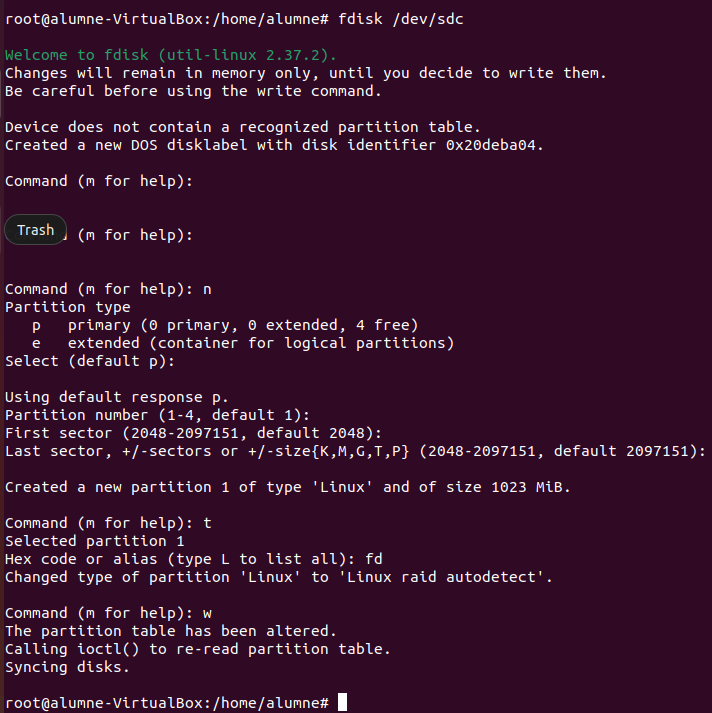 root@alumne-VirtualBox:/home/alumne# fdisk /dev/sdc
Welcome to fdisk (util-linux 2.37.2).
Changes will remain in memory only, until you decide to write them.
Be careful before using the write command.
Device does not contain a recognized partition table.
Created a new DOS disklabel with disk identifier 0x20deba04.
Command (m for help):
Trash (m for help):
Command (m for help): n
Partition type
   p   primary (0 primary, 0 extended, 4 free)
   e   extended (container for logical partitions)
Select (default p):
Using default response p.
Partition number (1-4, default 1):
First sector (2048-2097151, default 2048):
Last sector, +/-sectors or +/-size{K,M,G,T,P} (2048-2097151, default 2097151):
Created a new partition 1 of type 'Linux' and of size 1023 MiB.
Command (m for help): t
Selected partition 1
Hex code or alias (type L to list all): fd
Changed type of partition 'Linux' to 'Linux raid autodetect'.
Command (m for help): w
The partition table has been altered.
Calling ioctl() to re-read partition table.
Syncing disks.
root@alumne-VirtualBox:/home/alumne#